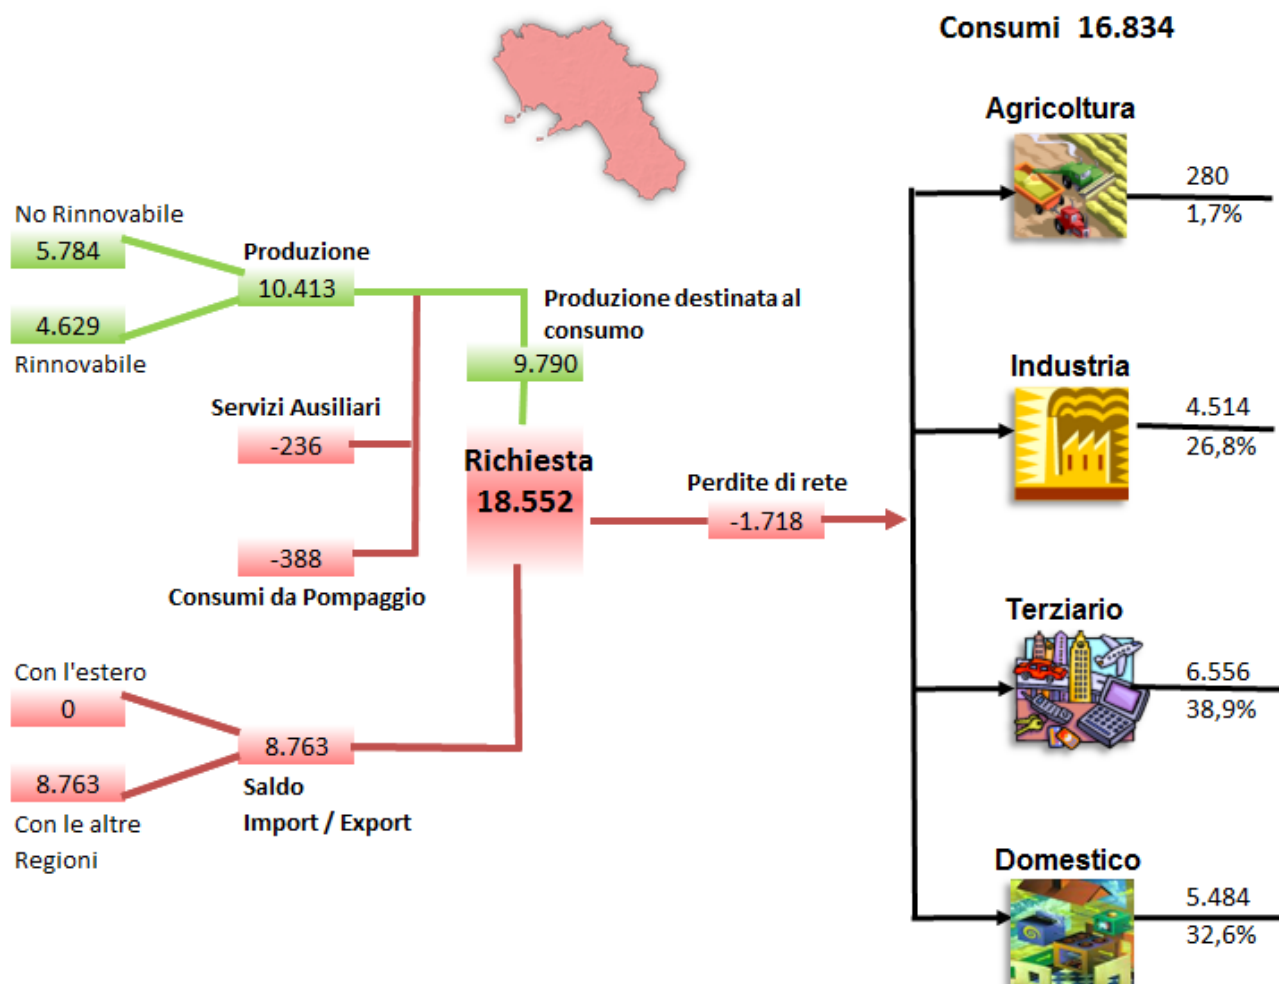 Consumi 16.834
Agricoltura
280
1,7%
No Rinnovabile
5.784
Produzione
10.413
4.629
Rinnovabile
Produzione destinata al
consumo
9.790
Industria
4.514
26,8%
Servizi Ausiliari
-236
Richiesta
18.552
Perdite di rete
-1.718
-388
Consumi da Pompaggio
Terziario
6.556
38,9%
Con l'estero
0
8.763
8.763
Con le altre
Regioni
Saldo
Import / Export
Domestico
5.484
32,6%